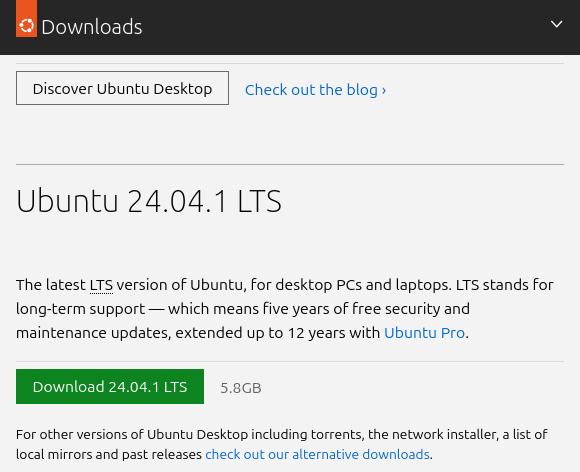 Downloads
Discover Ubuntu Desktop Check out the blog ›
Ubuntu 24.04.1 LTS
The latest LTS version of Ubuntu, for desktop PCs and laptops. LTS stands for
long-term support — which means five years of free security and
maintenance updates, extended up to 12 years with Ubuntu Pro.
Download 24.04.1 LTS 5.8GB
For other versions of Ubuntu Desktop including torrents, the network installer, a list of
local mirrors and past releases check out our alternative downloads.